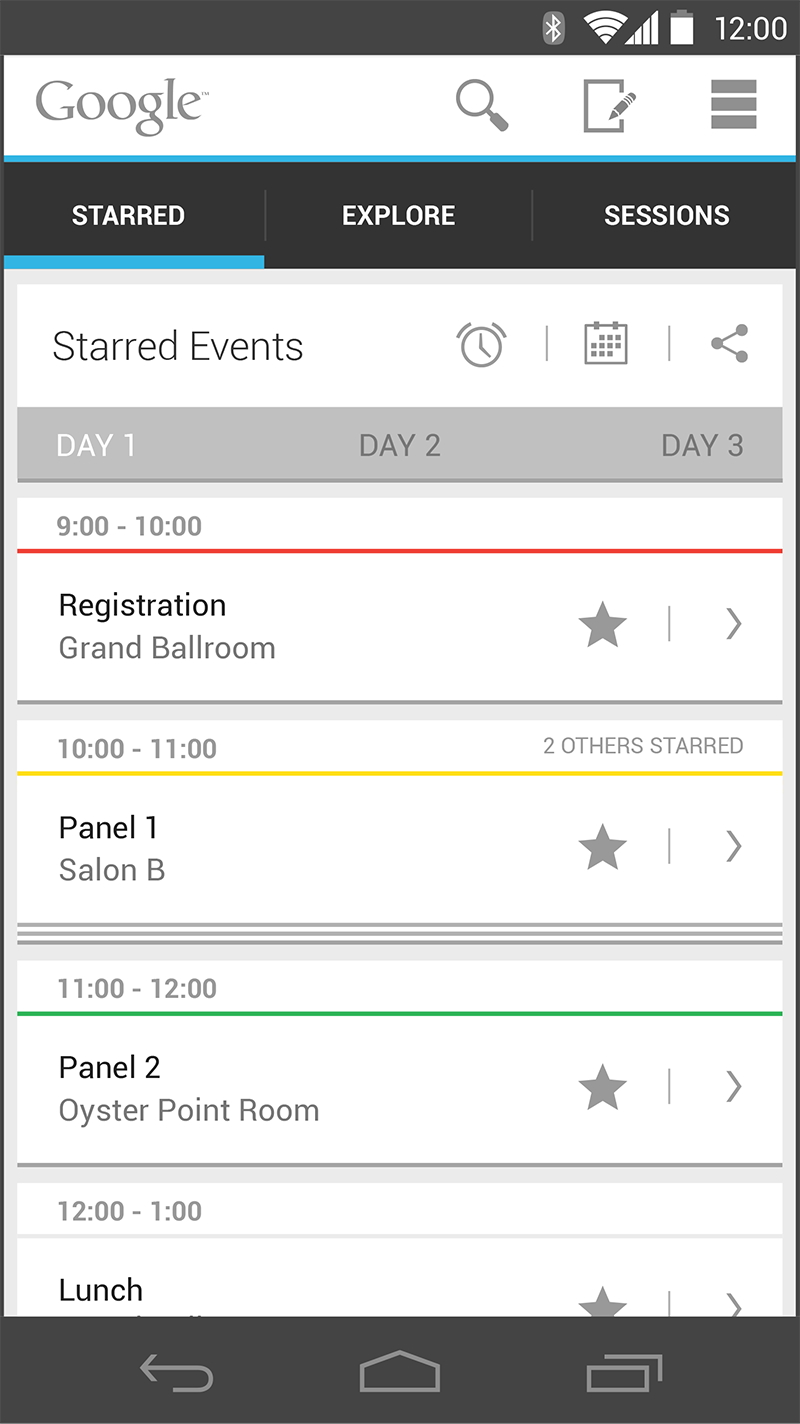 12:00
Google™
STARRED EXPLORE SESSIONS
Starred Events
DAY 1 DAY 2 DAY 3
9:00 - 10:00
Registration
Grand Ballroom
10:00 - 11:00 2 OTHERS STARRED
Panel 1
Salon B
11:00 - 12:00
Panel 2
Oyster Point Room
12:00 - 1:00
Lunch